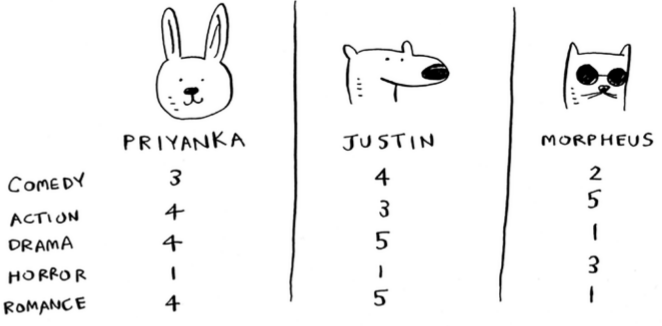 PRIYANKA JUSTIN MORPHEUS
COMEDY 3 4 2
ACTION 4 3 5
DRAMA 4 5 1
HORROR 1 1 3
ROMANCE 4 5 1